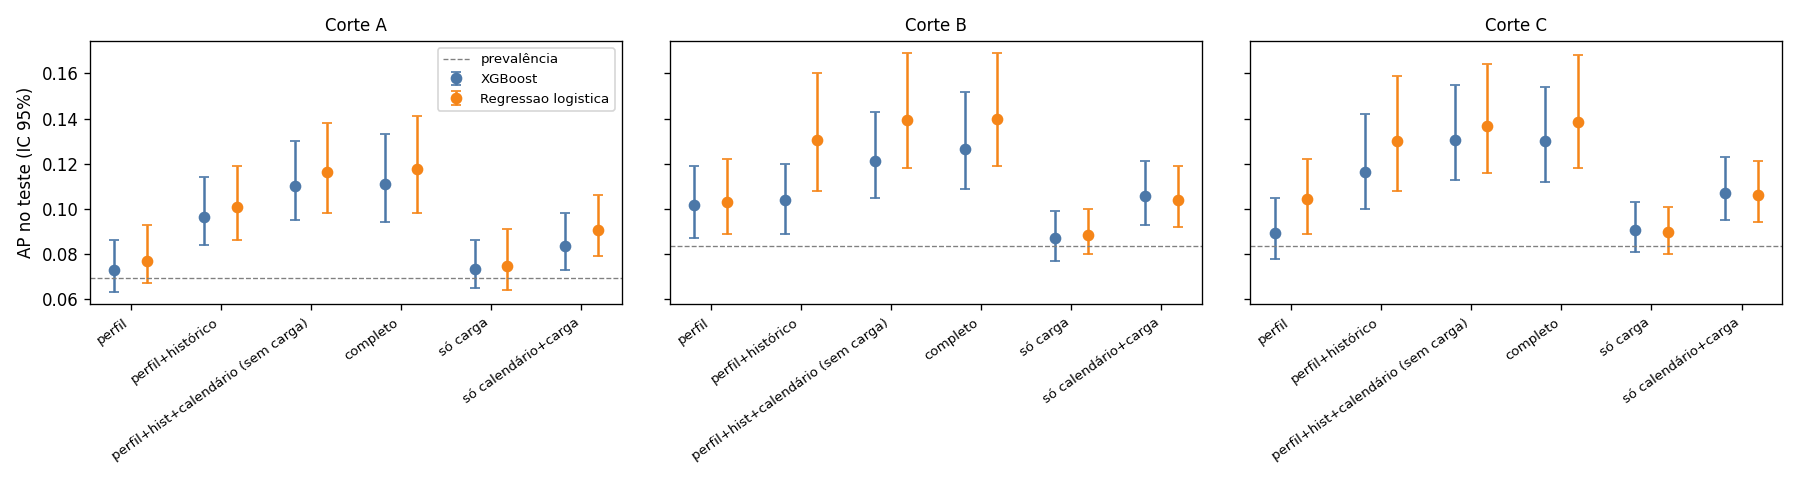 Corte A
Corte B
Corte C
AP no teste (IC 95%)
0.16
0.14
0.12
0.10
0.08
0.06
prevalência
XGBoost
Regressao logistica
perfil
perfil+histórico
perfil+hist+calendário (sem carga)
completo
só carga
só calendário+carga
perfil
perfil+histórico
perfil+hist+calendário (sem carga)
completo
só carga
só calendário+carga
perfil
perfil+histórico
perfil+hist+calendário (sem carga)
completo
só carga
só calendário+carga